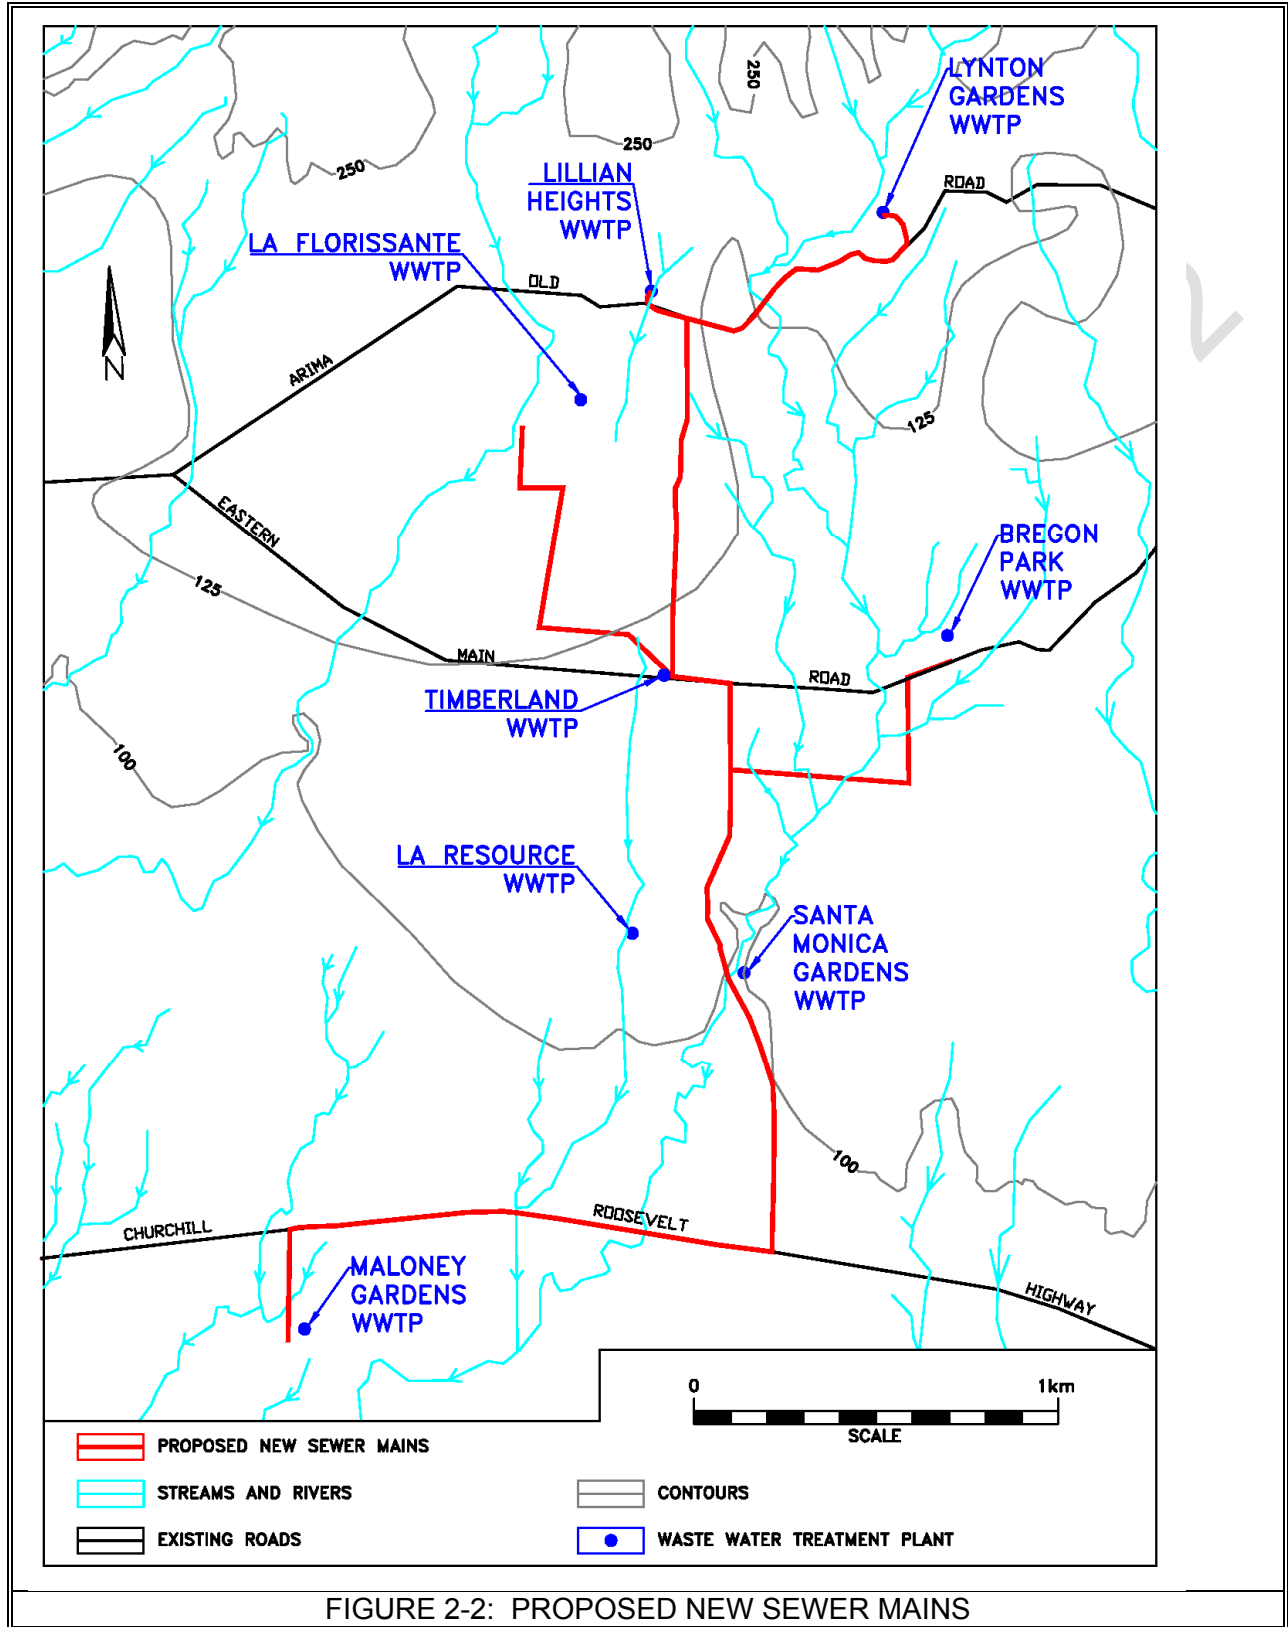 250
250
250
LYNTON
GARDENS
WWTP
LILLIAN
HEIGHTS
WWTP
ROAD
LA FLORISSANTE
WWTP
OLD
ARIMA
N
125
EASTERN
BREGON
PARK
WWTP
125
MAIN
ROAD
TIMBERLAND
WWTP
100
LA RESOURCE
WWTP
SANTA
MONICA
GARDENS
WWTP
100
CHURCHILL
ROOSEVELT
HIGHWAY
MALONEY
GARDENS
WWTP
0 1km
SCALE
PROPOSED NEW SEWER MAINS
STREAMS AND RIVERS
CONTOURS
EXISTING ROADS
WASTE WATER TREATMENT PLANT
FIGURE 2-2: PROPOSED NEW SEWER MAINS